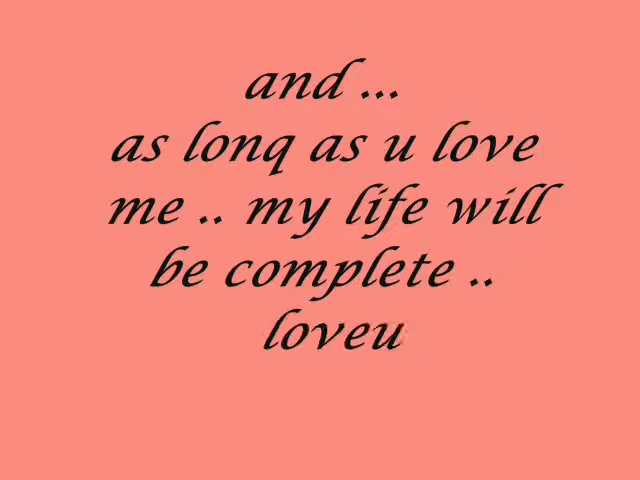 and ...
as lonq as u love
me .. my life will
be complete ..
loveu